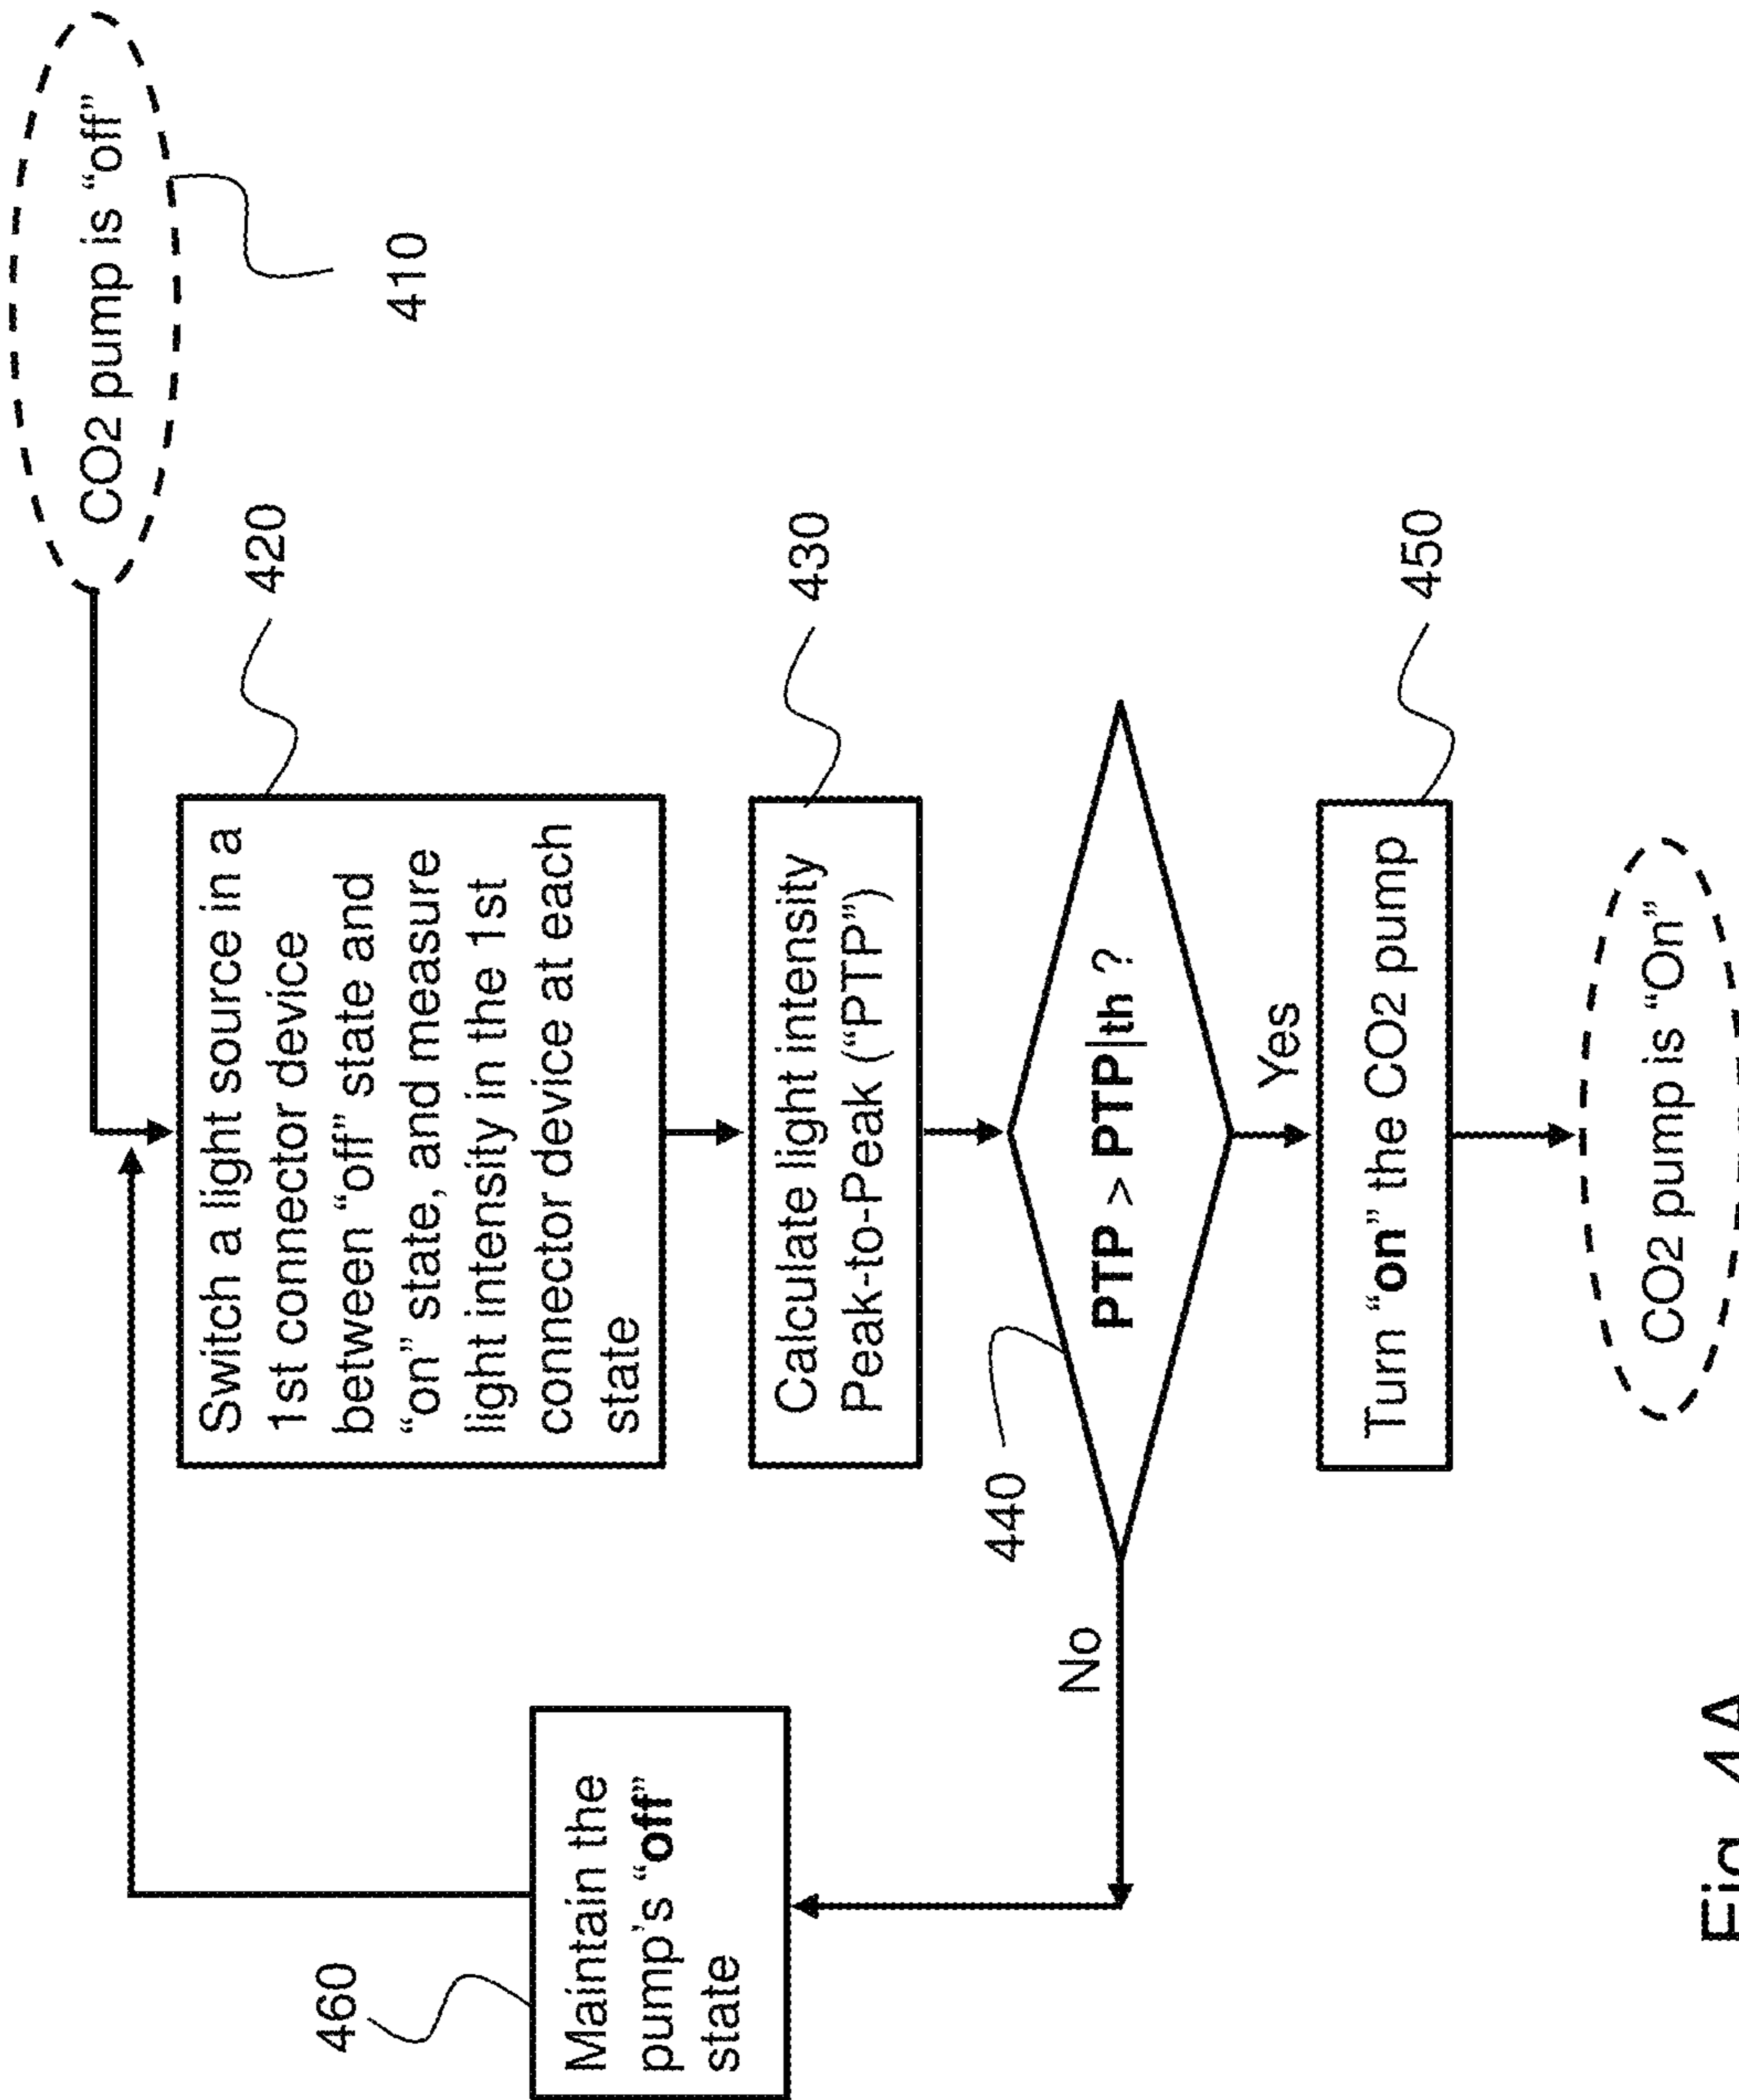 CO2 pump is “off”
410
Switch a light source in a
1st connector device
between “off” state and
“on” state, and measure
light intensity in the 1st
connector device at each
state
420
Calculate light intensity
Peak-to-Peak (“PTP”)
430
PTP > PTP|th ?
440
No
Yes
Maintain the
pump’s “off”
state
460
Turn “on” the CO2 pump
450
CO2 pump is “On”
Fig. 4A